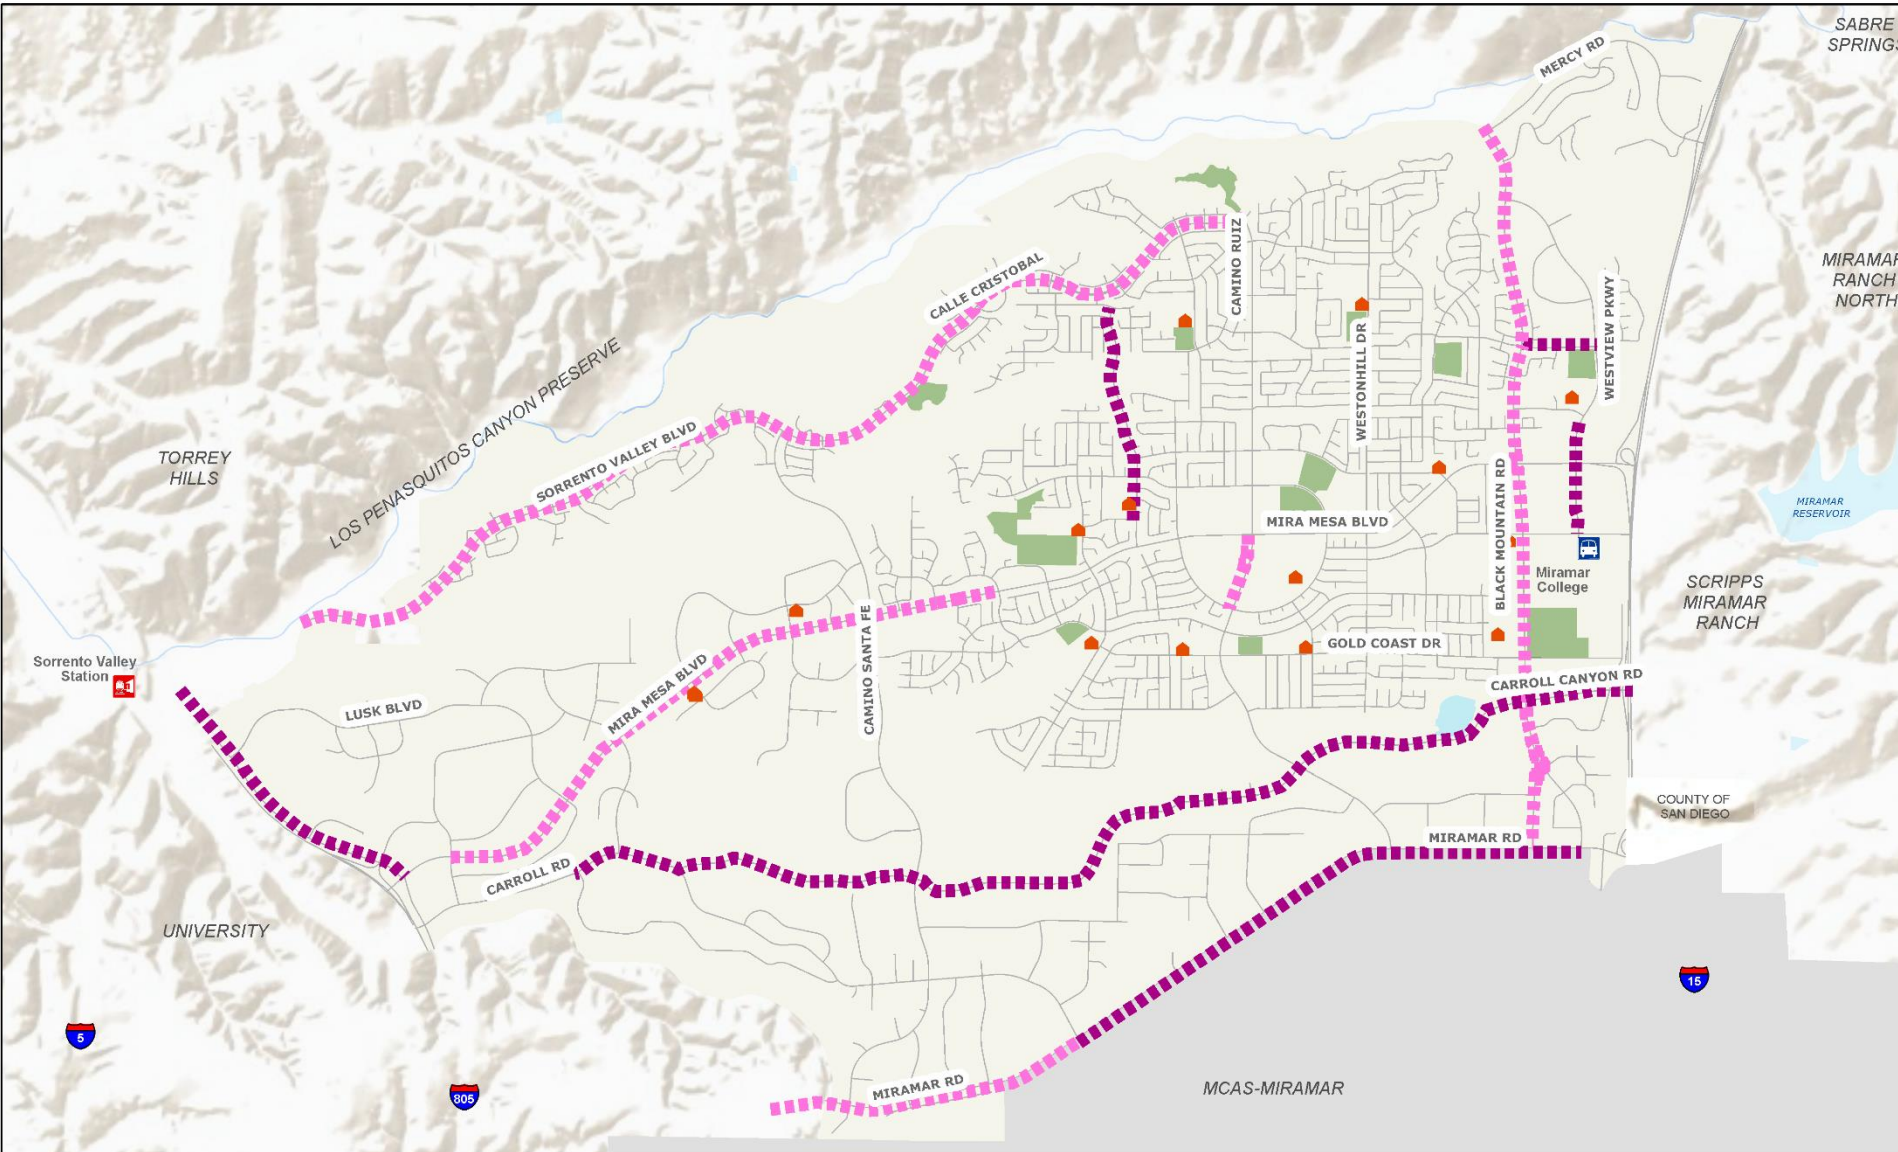 SABRE
SPRINGS
MERCY RD
CAMINO RUIZ
CALLE CRISTOBAL
MIRAMAR
RANCH
NORTH
WESTVIEW PKWY
WESTONHILL DR
LOS PENASQUITOS CANYON PRESERVE
SORRENTO VALLEY BLVD
TORREY
HILLS
BLACK MOUNTAIN RD
MIRAMAR
RESERVOIR
MIRA MESA BLVD
Miramar
College
SCRIPPS
MIRAMAR
RANCH
CAMINO SANTA FE
GOLD COAST DR
Sorrento Valley
Station
CARROLL CANYON RD
MIRA MESA BLVD
LUSK BLVD
COUNTY OF
SAN DIEGO
MIRAMAR RD
CARROLL RD
UNIVERSITY
15
5
MIRAMAR RD
MCAS-MIRAMAR
805